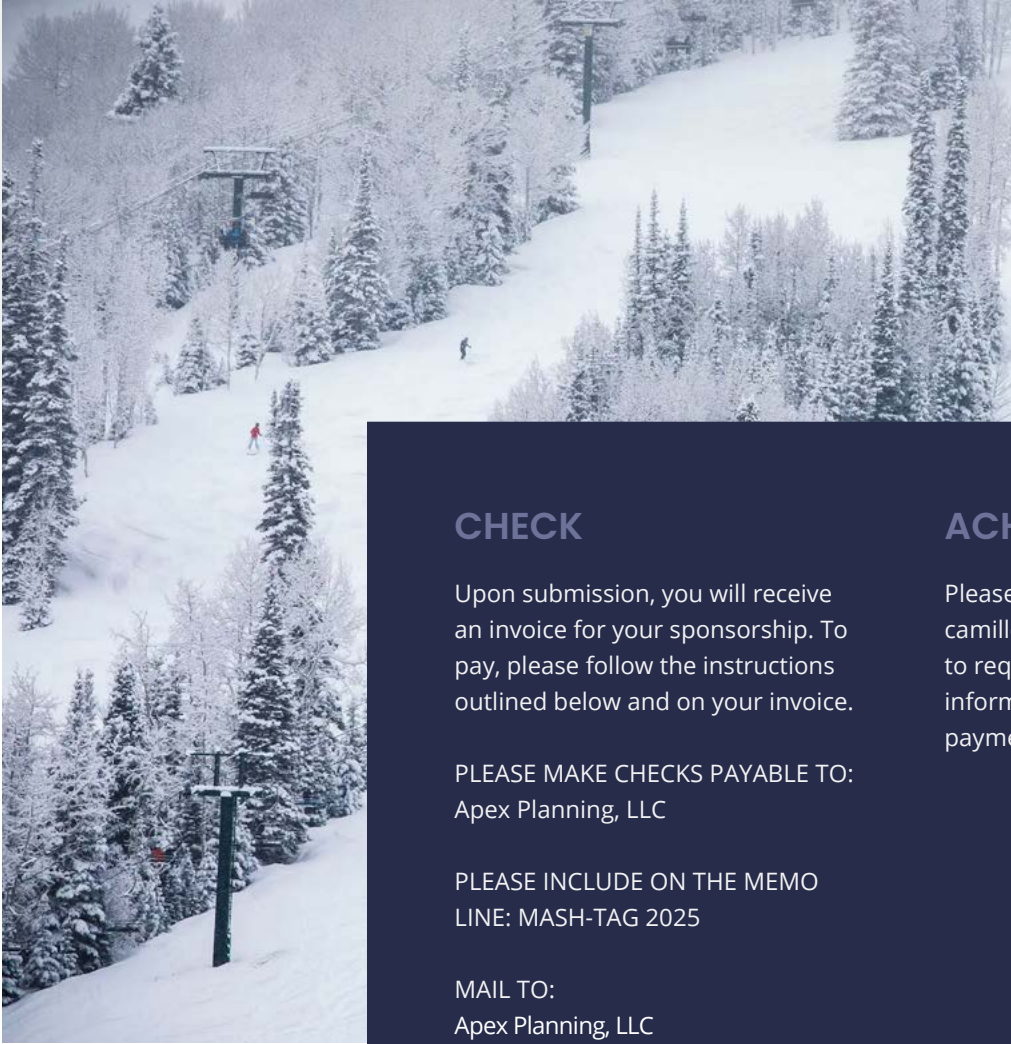 CHECK
Upon submission, you will receive
an invoice for your sponsorship. To
pay, please follow the instructions
outlined below and on your invoice.
PLEASE MAKE CHECKS PAYABLE TO:
Apex Planning, LLC
PLEASE INCLUDE ON THE MEMO
LINE: MASH-TAG 2025
MAIL TO:
Apex Planning, LLC
Please
to